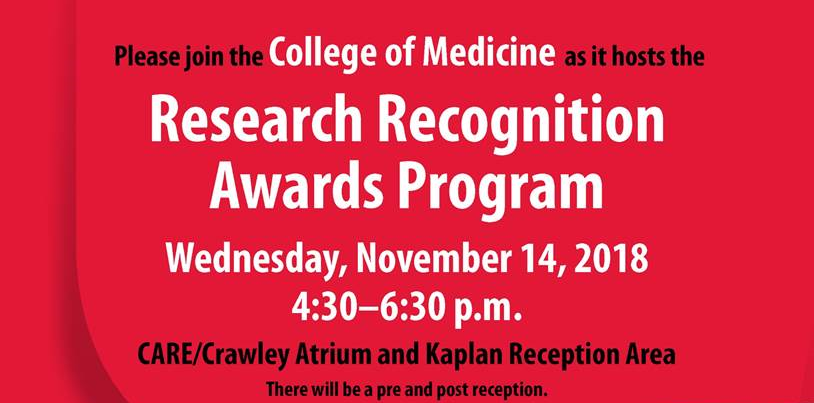 Please join the College of Medicine as it hosts the
Research Recognition
Awards Program
Wednesday, November 14, 2018
4:30–6:30 p.m.
CARE/Crawley Atrium and Kaplan Reception Area
There will be a pre and post reception.